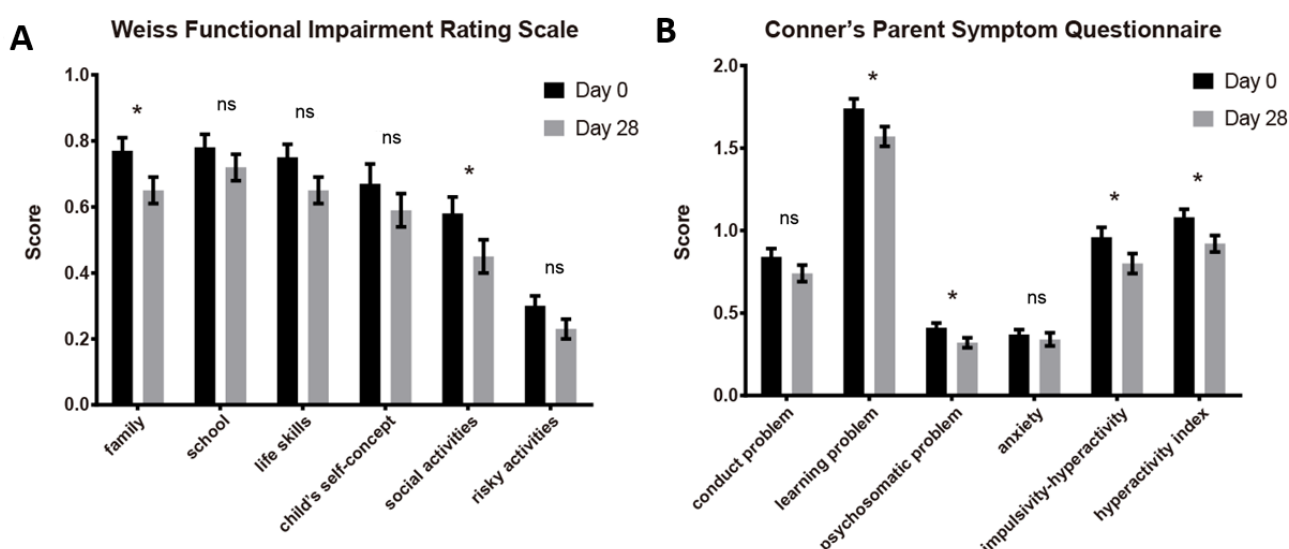 A
Weiss Functional Impairment Rating Scale
1.0
0.8
0.6
0.4
0.2
0.0
Score
Day 0
Day 28
*
ns
ns
ns
*
ns
family
school
life skills
child's self-concept
social activities
risky activities
B
Conner's Parent Symptom Questionnaire
2.0
1.5
1.0
0.5
0.0
Score
Day 0
Day 28
ns
*
*
ns
*
*
conduct problem
learning problem
psychosomatic problem
anxiety
impulsivity-hyperactivity
hyperactivity index